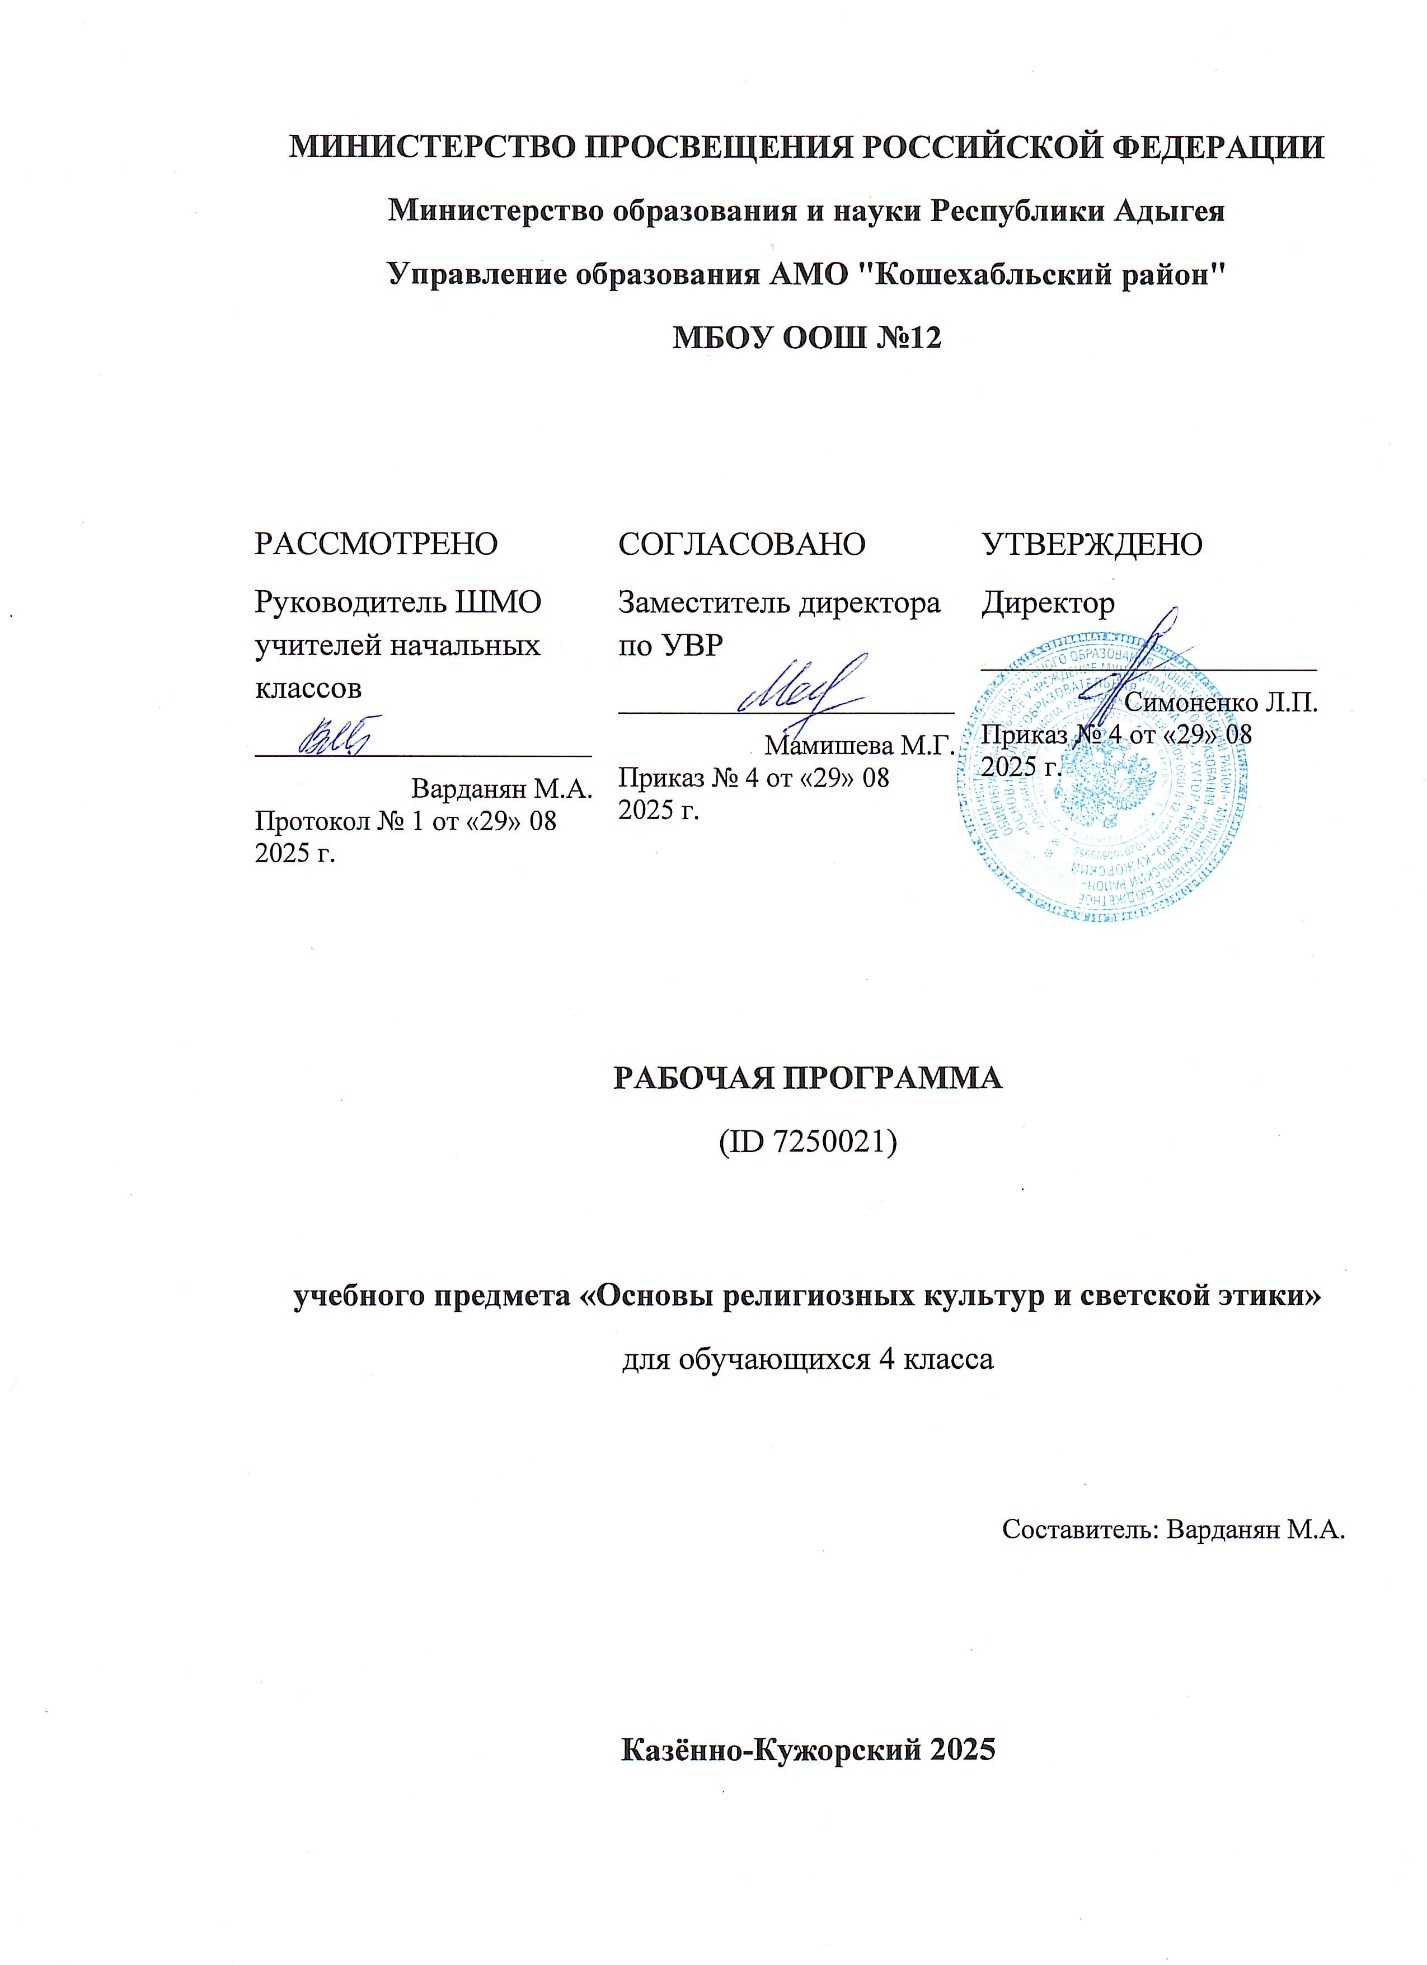 МИНИСТЕРСТВО ПРОСВЕЩЕНИЯ РОССИЙСКОЙ ФЕДЕРАЦИИ
Министерство образования и науки Республики Адыгея
Управление образования АМО "Кошехабльский район"
МБОУ ООШ №12
РАССМОТРЕНО
Руководитель ШМО
учителей начальных
классов
Варданян М.А.
Протокол № 1 от «29» 08
2025 г.
СОГЛАСОВАНО
Заместитель директора
по УВР
Мамишева М.Г.
Приказ № 4 от «29» 08
2025 г.
УТВЕРЖДЕНО
Директор
Симоненко Л.П.
Приказ № 4 от «29» 08
2025 г.
РАБОЧАЯ ПРОГРАММА
(ID 7250021)
учебного предмета «Основы религиозных культур и светской этики»
для обучающихся 4 класса
Составитель: Варданян М.А.
Казённо-Кужорский 2025